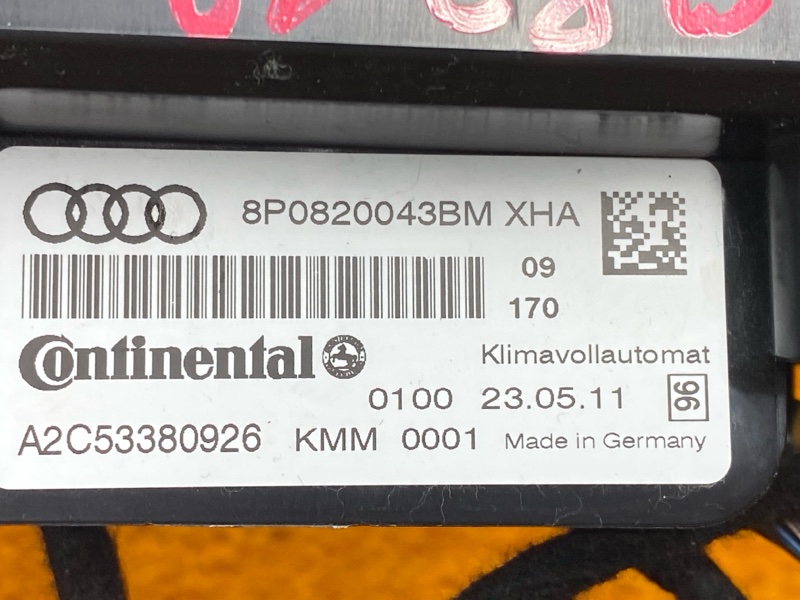 8P0820043BM XHA
09
170
Continental
Klimavollautomat
0100 23.05.11
96
A2C53380926 KMM 0001 Made in Germany